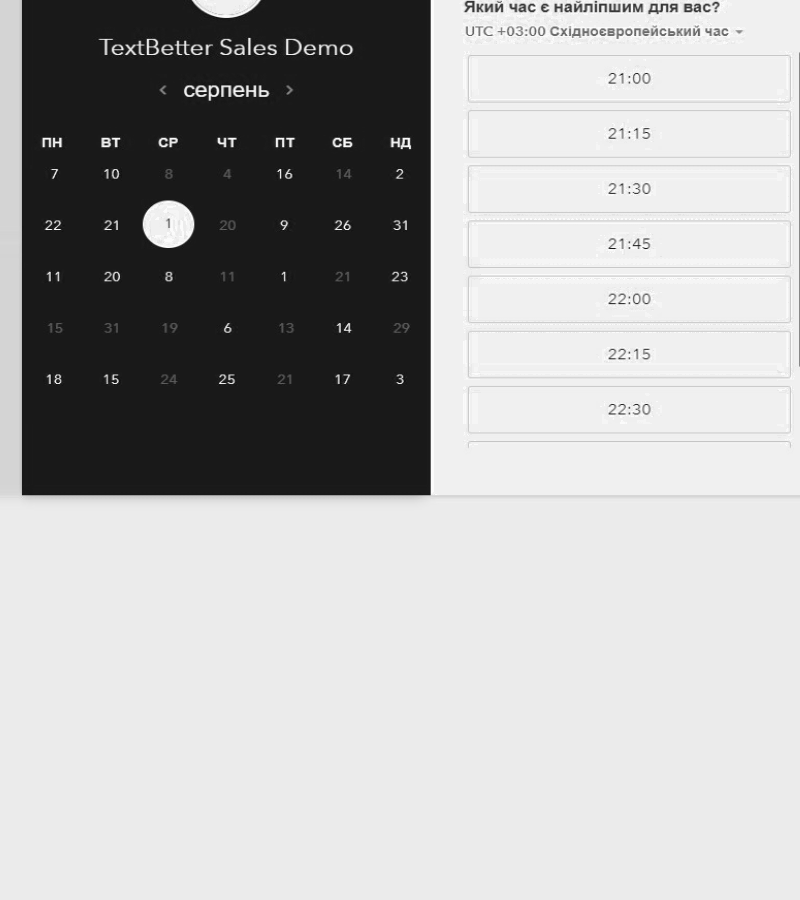 TextBetter Sales Demo
серпень
ПН ВТ СР ЧТ ПТ СБ НД
7 10 8 4 16 14 2
22 21 1 20 9 26 31
11 20 8 11 1 21 23
15 31 19 6 13 14 29
18 15 24 25 21 17 3
Який час є найліпшим для вас?
UTC +03:00 Східноєвропейський час
21:00
21:15
21:30
21:45
22:00
22:15
22:30